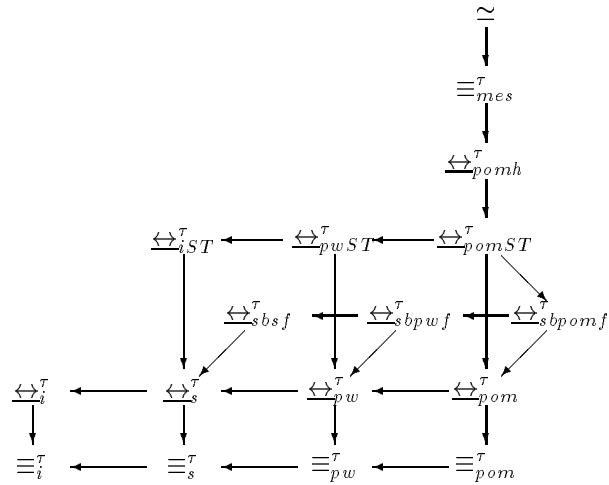 ≃
≡^τ_mes
↔^τ_pomh
↔^τ_iST ↔^τ_pwST ↔^τ_pomST
↔^τ_sbsf ↔^τ_sbpwf ↔^τ_sbpomf
↔^τ_i ↔^τ_s ↔^τ_pw ↔^τ_pom
≡^τ_i ≡^τ_s ≡^τ_pw ≡^τ_pom